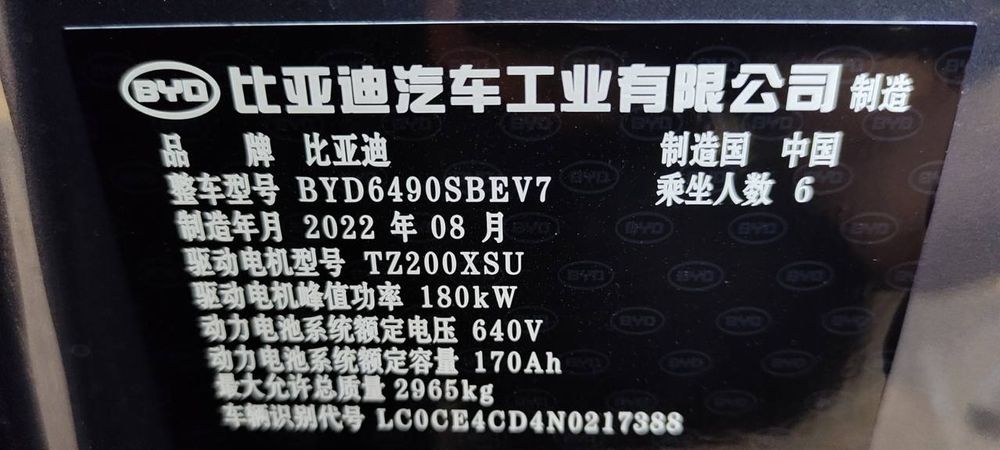 BYD 比亚迪汽车工业有限公司 制造
品 牌 比亚迪 制造国 中国
整车型号 BYD6490SBEV7 乘坐人数 6
制造年月 2022 年 08 月
驱动电机型号 TZ200XSU
驱动电机峰值功率 180kW
动力电池系统额定电压 640V
动力电池系统额定容量 170Ah
最大允许总质量 2965kg
车辆识别代号 LC0CE4CD4N0217388